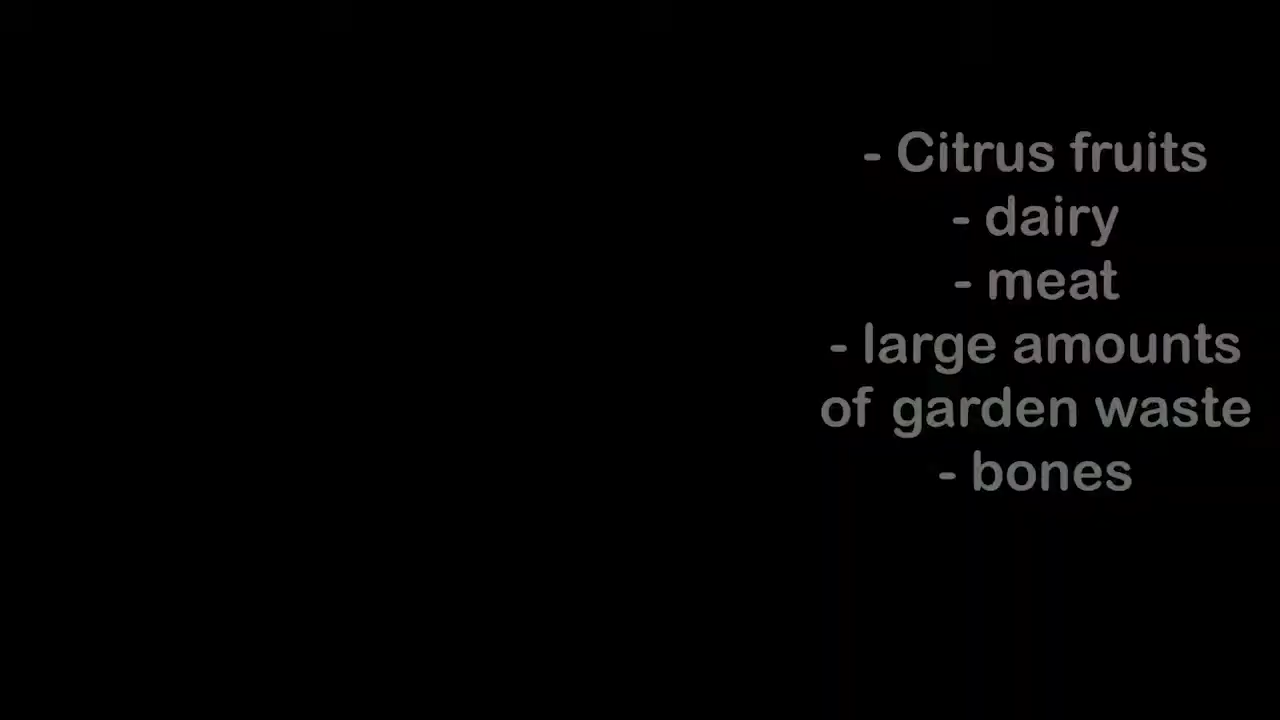 - Citrus fruits
- dairy
- meat
- large amounts
of garden waste
- bones